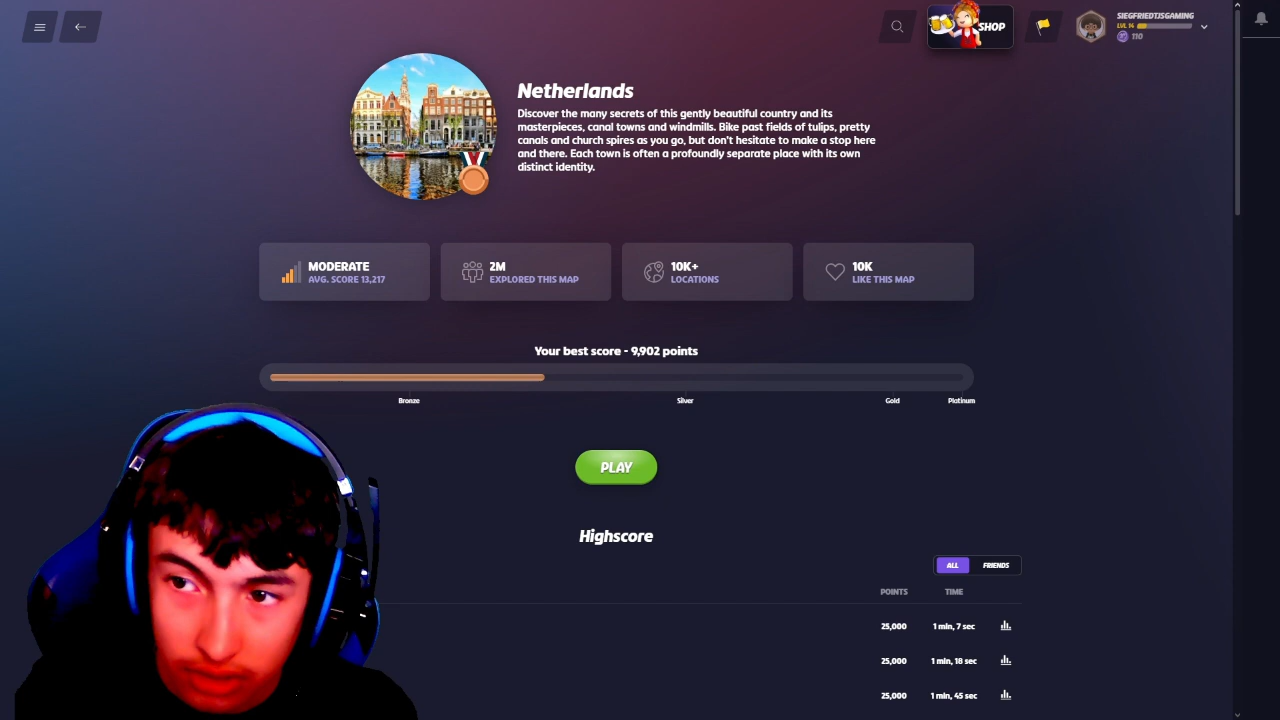 SHOP
SIEGFRIEDTJSGAMING
LVL 14
110
Netherlands
Discover the many secrets of this gently beautiful country and its
masterpieces, canal towns and windmills. Bike past fields of tulips, pretty
canals and church spires as you go, but don't hesitate to make a stop here
and there. Each town is often a profoundly separate place with its own
distinct identity.
MODERATE
AVG. SCORE 13,217
2M
EXPLORED THIS MAP
10K+
LOCATIONS
10K
LIKE THIS MAP
Your best score - 9,902 points
Bronze Silver Gold Platinum
PLAY
Highscore
ALL FRIENDS
POINTS TIME
25,000 1 min, 7 sec
25,000 1 min, 18 sec
25,000 1 min, 45 sec